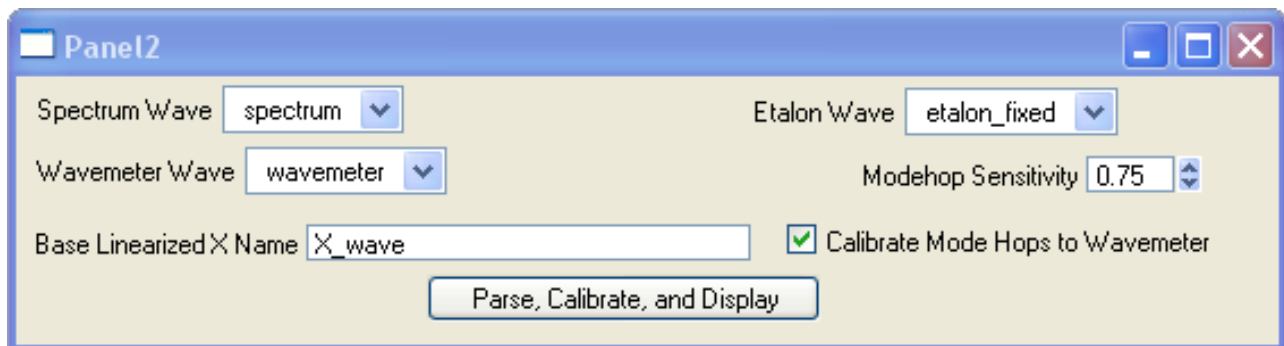 Panel2
Spectrum Wave spectrum Etalon Wave etalon_fixed
Wavemeter Wave wavemeter Modehop Sensitivity 0.75
Base Linearized X Name X_wave Calibrate Mode Hops to Wavemeter
Parse, Calibrate, and Display